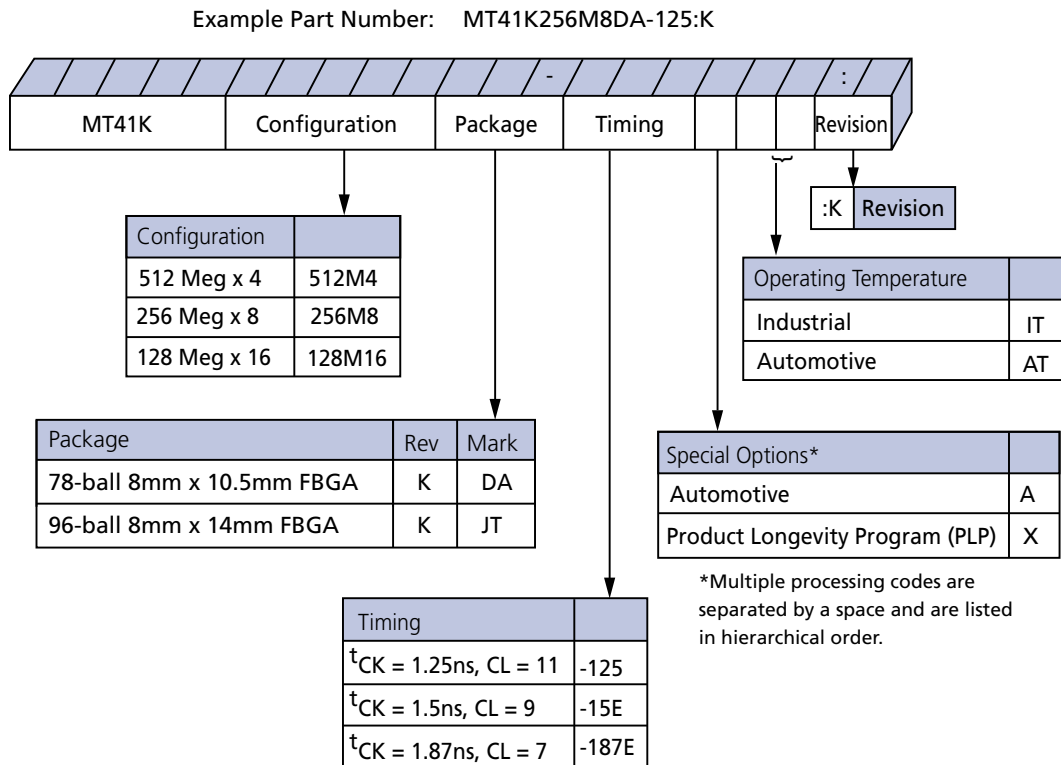 Example Part Number: MT41K256M8DA-125:K
- :
MT41K Configuration Package Timing Revision
:K Revision
Configuration
512 Meg x 4 512M4
256 Meg x 8 256M8
128 Meg x 16 128M16
Operating Temperature
Industrial IT
Automotive AT
Package Rev Mark
78-ball 8mm x 10.5mm FBGA K DA
96-ball 8mm x 14mm FBGA K JT
Special Options*
Automotive A
Product Longevity Program (PLP) X
*Multiple processing codes are
separated by a space and are listed
in hierarchical order.
Timing
tCK = 1.25ns, CL = 11 -125
tCK = 1.5ns, CL = 9 -15E
tCK = 1.87ns, CL = 7 -187E